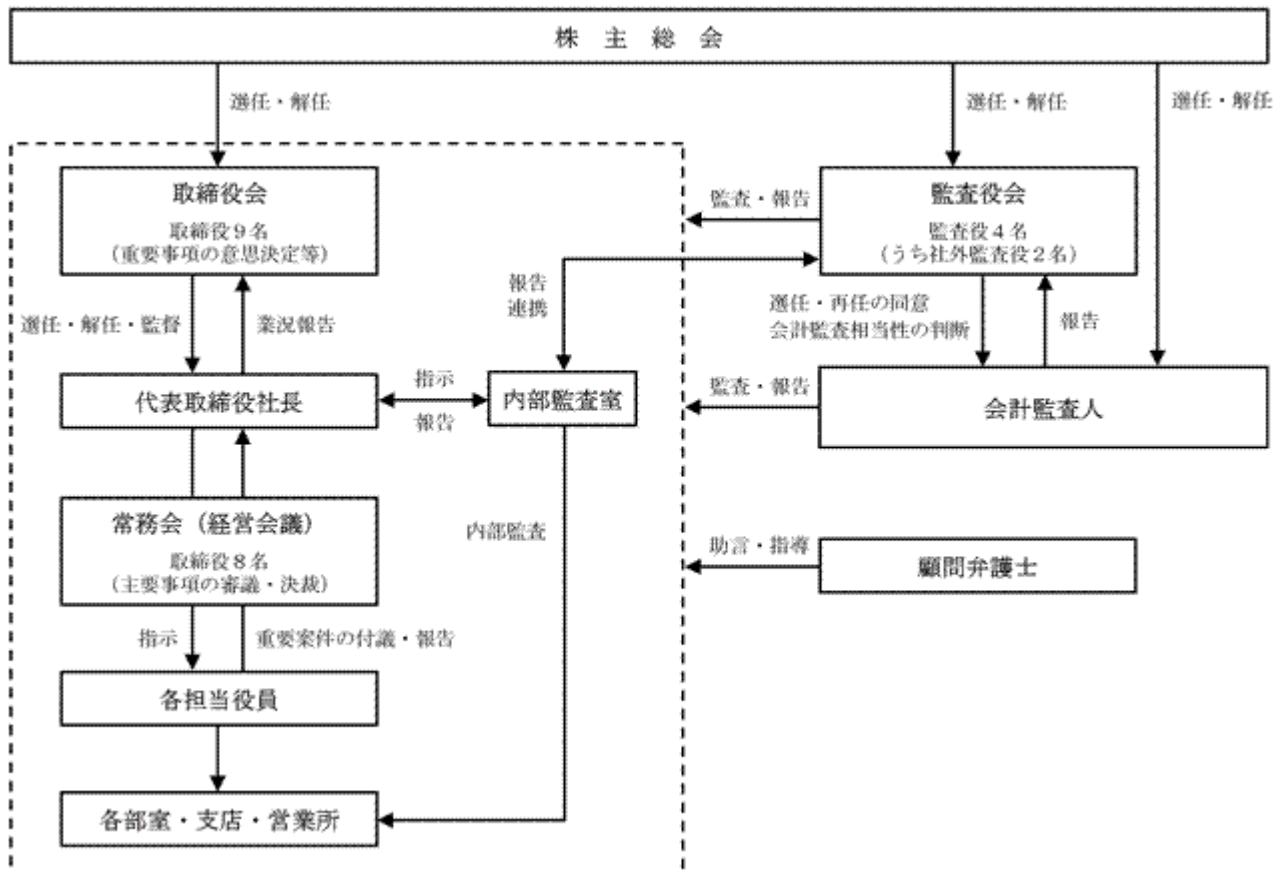 株主総会
選任・解任
選任・解任
選任・解任
取締役会
取締役9名
(重要事項の意思決定等)
監査・報告
監査役会
監査役4名
(うち社外監査役2名)
報告
連携
選任・再任の同意
会計監査相当性の判断
報告
選任・解任・監督
業況報告
代表取締役社長
指示
報告
内部監査室
監査・報告
会計監査人
常務会（経営会議）
取締役8名
(主要事項の審議・決裁)
内部監査
助言・指導
顧問弁護士
指示
重要案件の付議・報告
各担当役員
各部室・支店・営業所